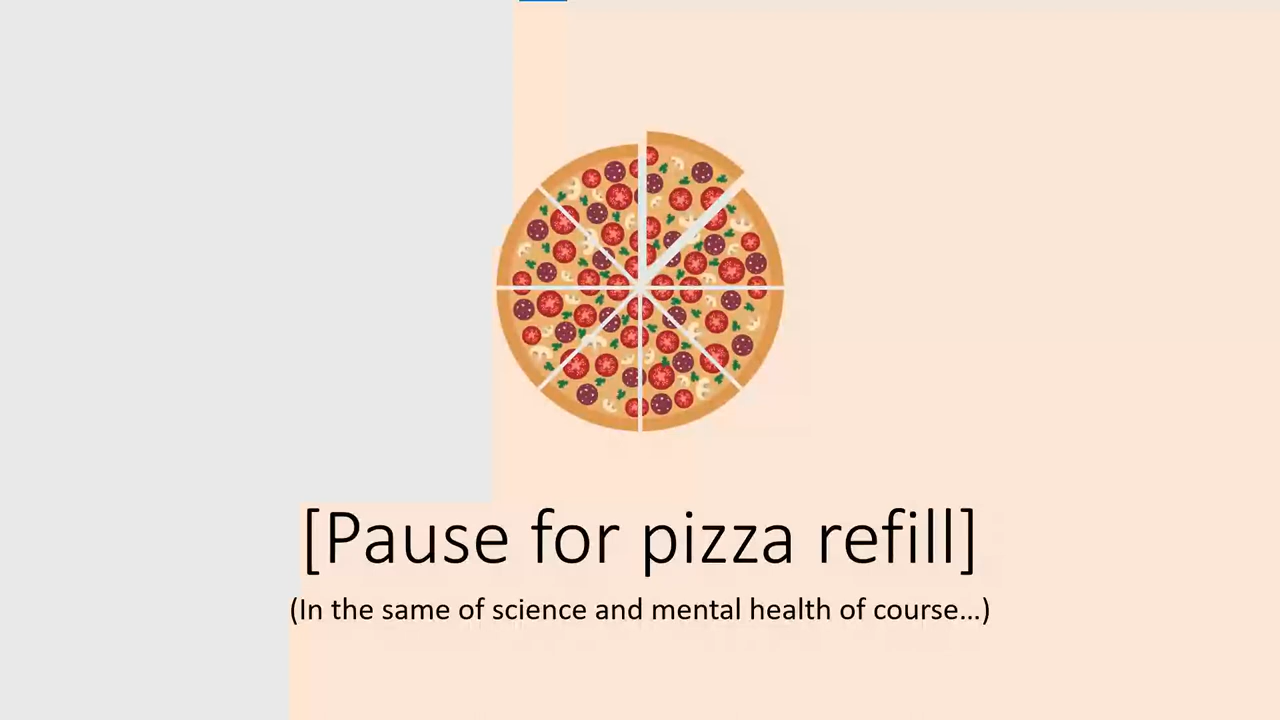 [Pause for pizza refill]
(In the same of science and mental health of course…)